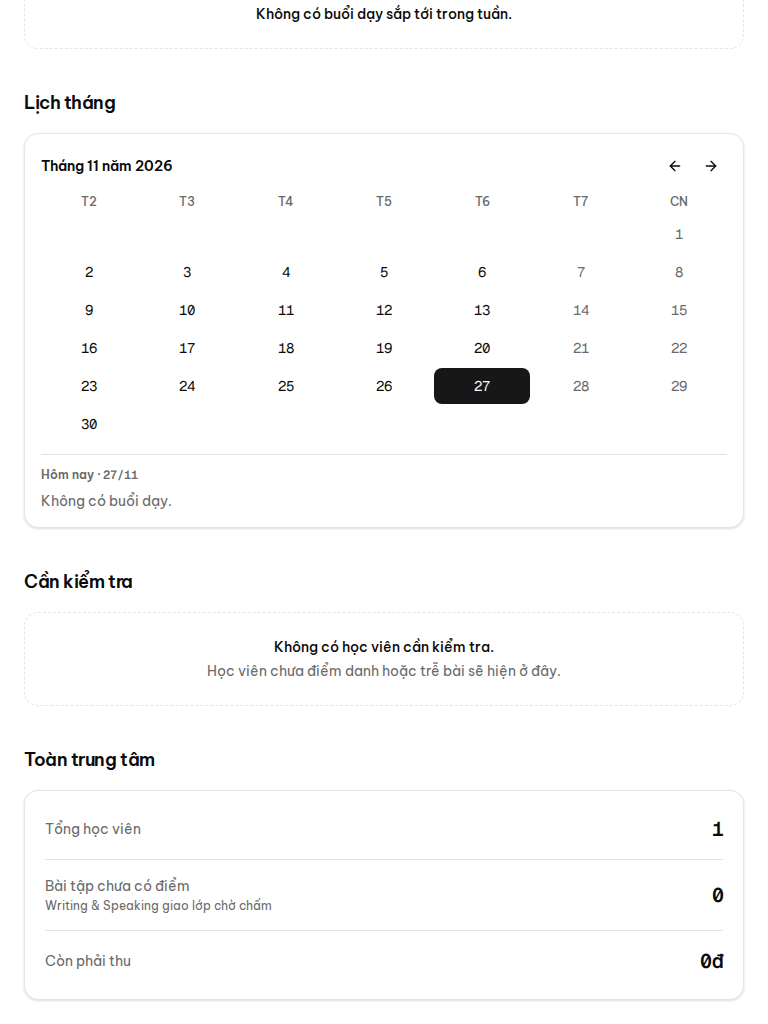 Không có buổi dạy sắp tới trong tuần.
Lịch tháng
Tháng 11 năm 2026
T2 T3 T4 T5 T6 T7 CN
1
2 3 4 5 6 7 8
9 10 11 12 13 14 15
16 17 18 19 20 21 22
23 24 25 26 27 28 29
30
Hôm nay · 27/11
Không có buổi dạy.
Cần kiểm tra
Không có học viên cần kiểm tra.
Học viên chưa điểm danh hoặc trễ bài sẽ hiện ở đây.
Toàn trung tâm
Tổng học viên 1
Bài tập chưa có điểm 0
Writing & Speaking giao lớp chờ chấm
Còn phải thu 0đ